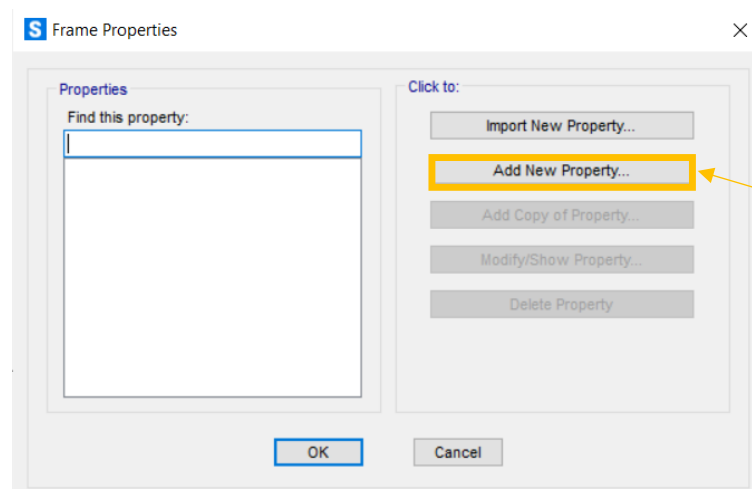 S Frame Properties
Properties
Find this property:
Click to:
Import New Property...
Add New Property...
Add Copy of Property...
Modify/Show Property...
Delete Property
OK
Cancel